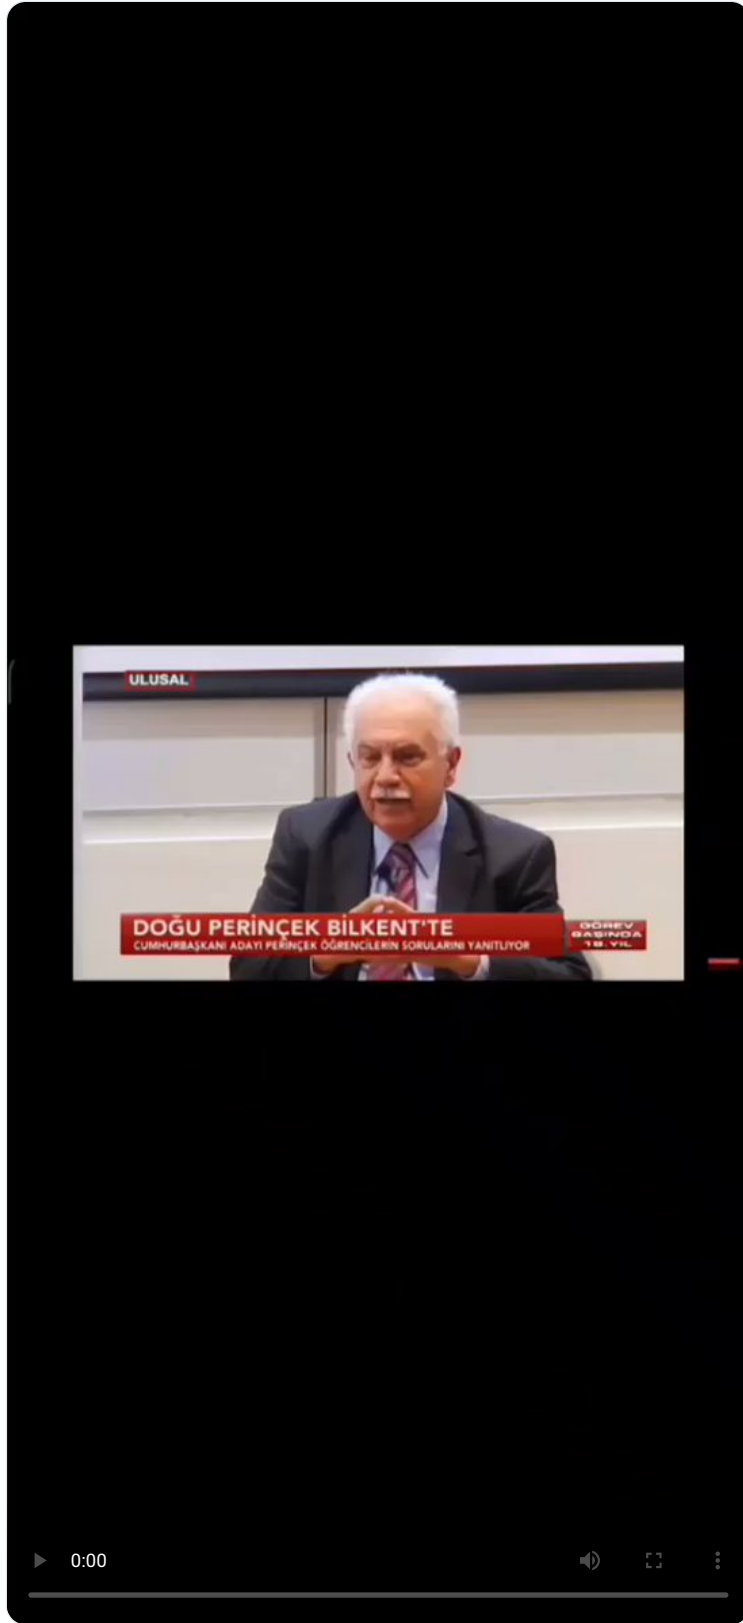 ULUSAL
DOĞU PERİNÇEK BİLKENT'TE
CUMHURBAŞKANI ADAYI PERİNÇEK ÖĞRENCİLERİN SORULARINI YANITLIYOR
GÖREV
BAŞINDA
18. YIL
0:00